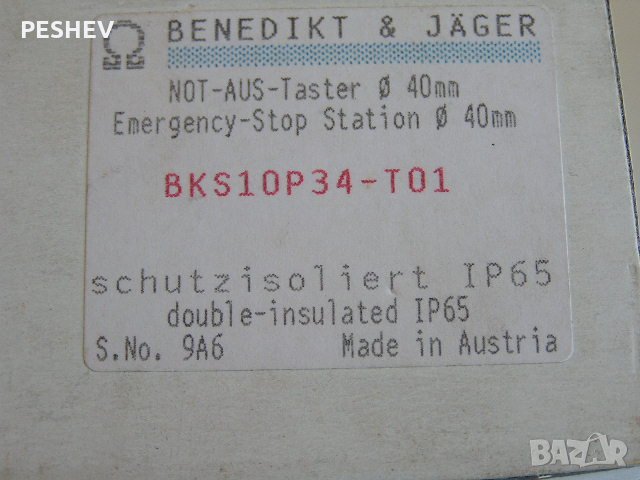 PESHEV
BENEDIKT & JÄGER
NOT-AUS-Taster Ø 40mm
Emergency-Stop Station Ø 40mm
BKS10P34-T01
schutzisoliert IP65
double-insulated IP65
S.No. 9A6 Made in Austria
BAZAR